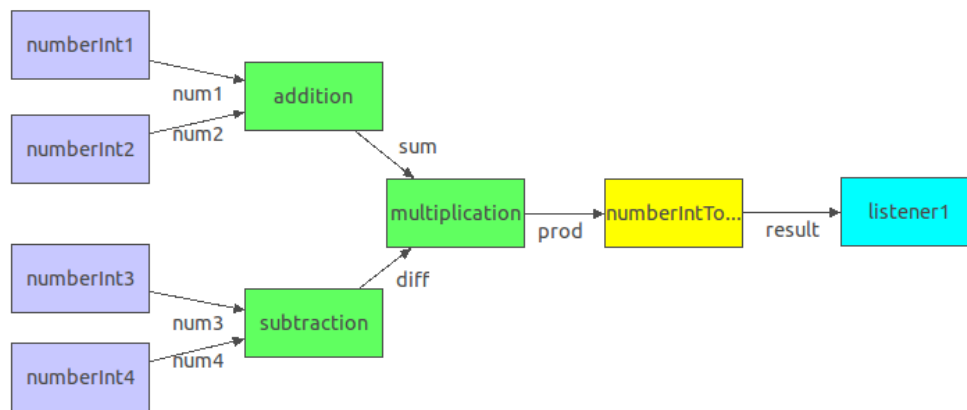 numberInt1
num1
addition
numberInt2
num2
sum
multiplication
prod
numberIntTo...
result
listener1
diff
numberInt3
num3
subtraction
numberInt4
num4